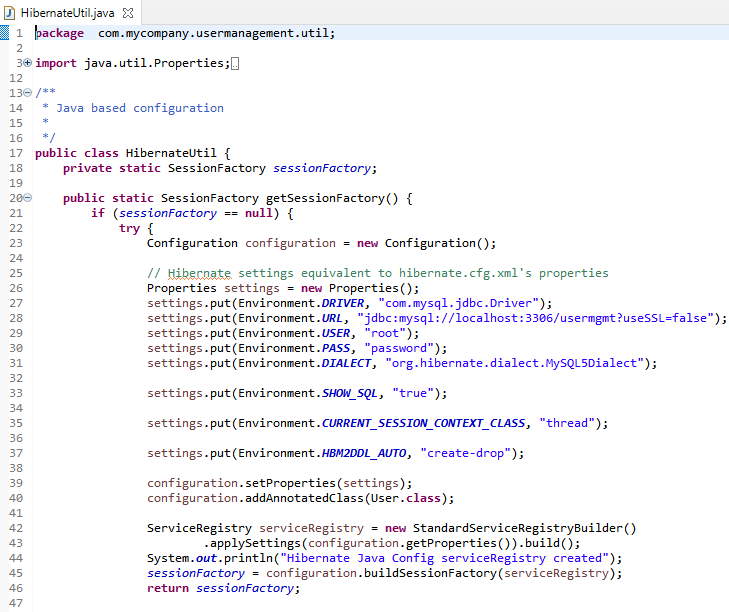 HibernateUtil.java
1 package  com.mycompany.usermanagement.util;
2
3 import java.util.Properties;
12
13 /**
14  * Java based configuration
15  *
16  */
17 public class HibernateUtil {
18     private static SessionFactory sessionFactory;
19
20     public static SessionFactory getSessionFactory() {
21         if (sessionFactory == null) {
22             try {
23                 Configuration configuration = new Configuration();
24
25                 // Hibernate settings equivalent to hibernate.cfg.xml's properties
26                 Properties settings = new Properties();
27                 settings.put(Environment.DRIVER, "com.mysql.jdbc.Driver");
28                 settings.put(Environment.URL, "jdbc:mysql://localhost:3306/usermgmt?useSSL=false");
29                 settings.put(Environment.USER, "root");
30                 settings.put(Environment.PASS, "password");
31                 settings.put(Environment.DIALECT, "org.hibernate.dialect.MySQL5Dialect");
32
33                 settings.put(Environment.SHOW_SQL, "true");
34
35                 settings.put(Environment.CURRENT_SESSION_CONTEXT_CLASS, "thread");
36
37                 settings.put(Environment.HBM2DDL_AUTO, "create-drop");
38
39                 configuration.setProperties(settings);
40                 configuration.addAnnotatedClass(User.class);
41
42                 ServiceRegistry serviceRegistry = new StandardServiceRegistryBuilder()
43                         .applySettings(configuration.getProperties()).build();
44                 System.out.println("Hibernate Java Config serviceRegistry created");
45                 sessionFactory = configuration.buildSessionFactory(serviceRegistry);
46                 return sessionFactory;
47